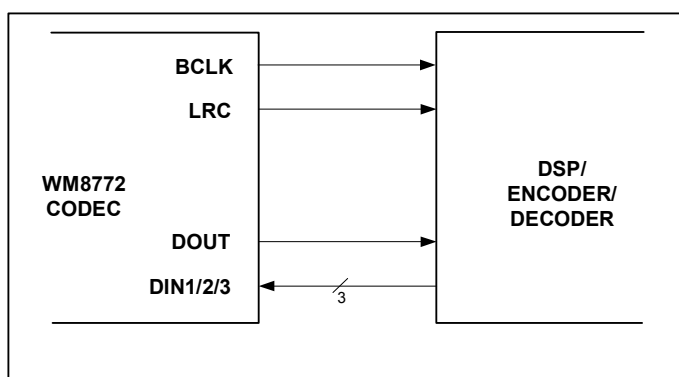 BCLK
LRC
WM8772
CODEC
DSP/
ENCODER/
DECODER
DOUT
DIN1/2/3
3